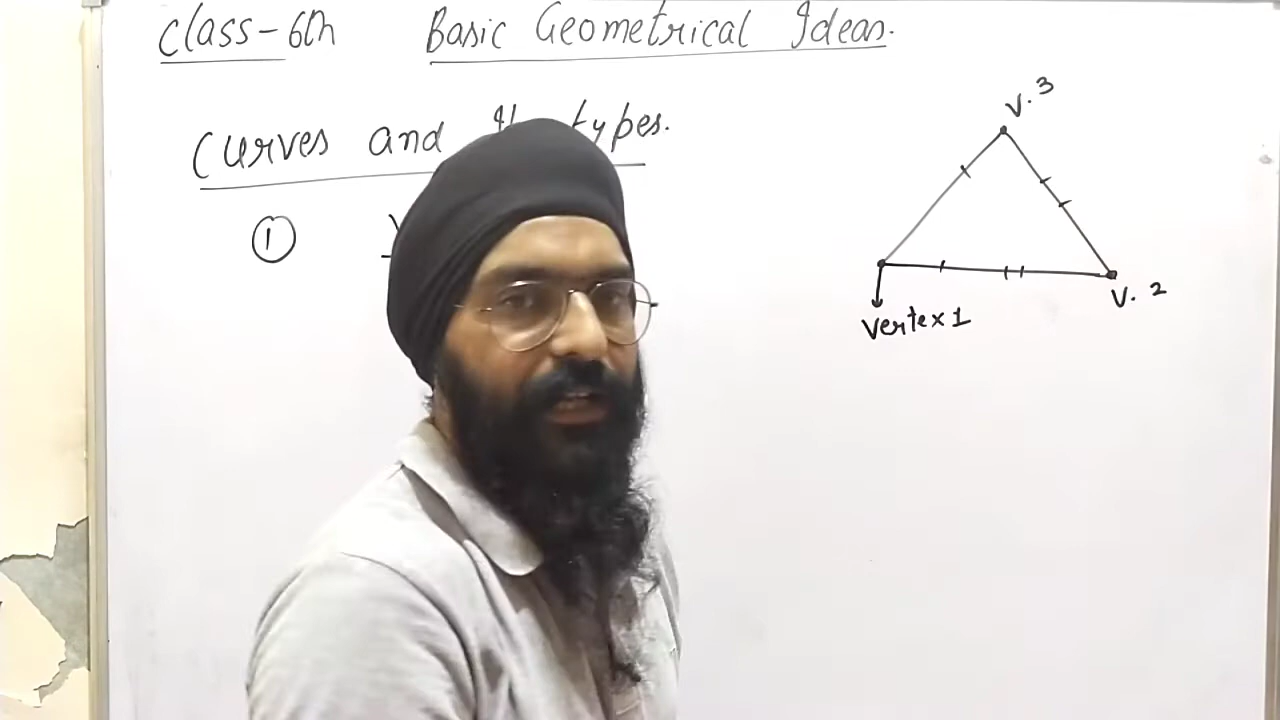 Class-6th Basic Geometrical Ideas.
Curves and types.
1
V. 3
V. 2
Vertex 1